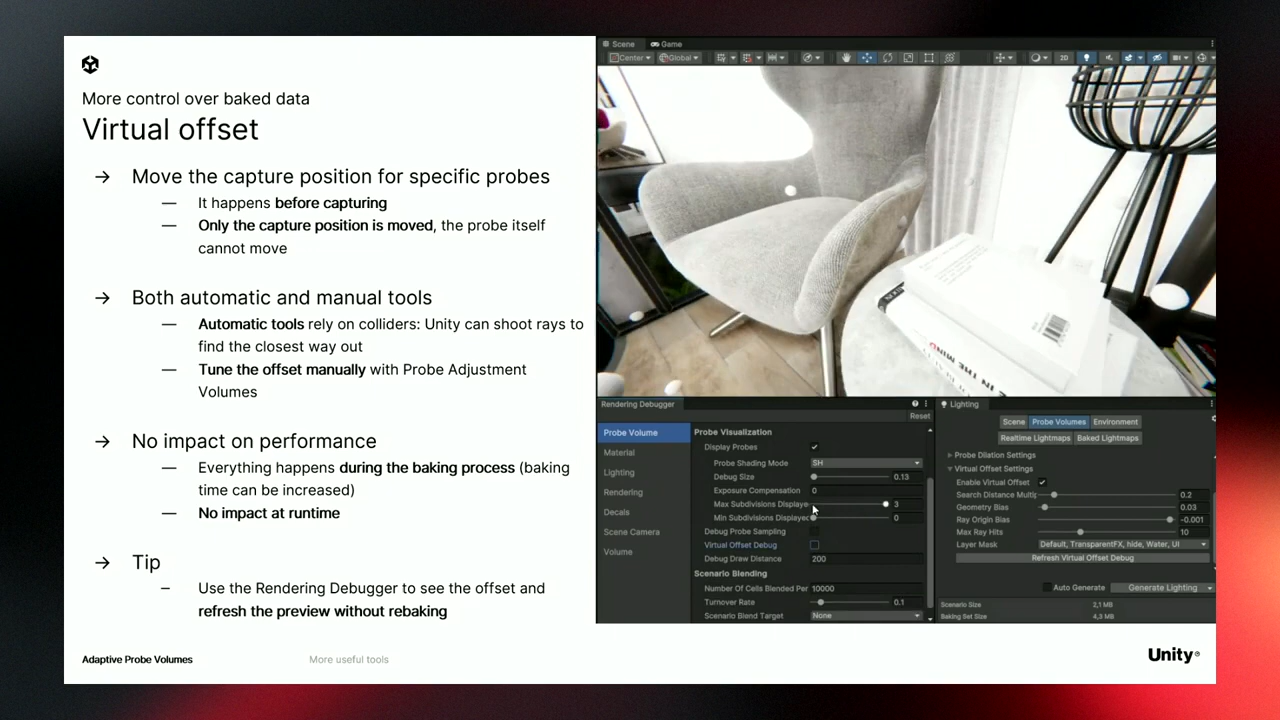 More control over baked data
Virtual offset
→ Move the capture position for specific probes
— It happens before capturing
— Only the capture position is moved, the probe itself
cannot move
→ Both automatic and manual tools
— Automatic tools rely on colliders: Unity can shoot rays to
find the closest way out
— Tune the offset manually with Probe Adjustment
Volumes
→ No impact on performance
— Everything happens during the baking process (baking
time can be increased)
— No impact at runtime
→ Tip
– Use the Rendering Debugger to see the offset and
refresh the preview without rebaking
Adaptive Probe Volumes
More useful tools
Unity
Scene Game
Center Global
2D
THE MIND
Rendering Debugger
Reset
Probe Volume
Material
Lighting
Rendering
Decals
Scene Camera
Volume
Probe Visualization
Display Probes
Probe Shading Mode SH
Debug Size 0.13
Exposure Compensation 0
Max Subdivisions Displaye 3
Min Subdivisions Displayed 0
Debug Probe Sampling
Virtual Offset Debug
Debug Draw Distance 200
Scenario Blending
Number Of Cells Blended Per 10000
Turnover Rate 0.1
Scenario Blend Target None
Lighting
Scene Probe Volumes Environment
Realtime Lightmaps Baked Lightmaps
Probe Dilation Settings
Virtual Offset Settings
Enable Virtual Offset
Search Distance Multip 0.2
Geometry Bias 0.03
Ray Origin Bias -0.001
Max Ray Hits 10
Layer Mask Default, TransparentFX, hide, Water, UI
Refresh Virtual Offset Debug
Auto Generate Generate Lighting
Scenario Size 2,1 MB
Baking Set Size 4,3 MB